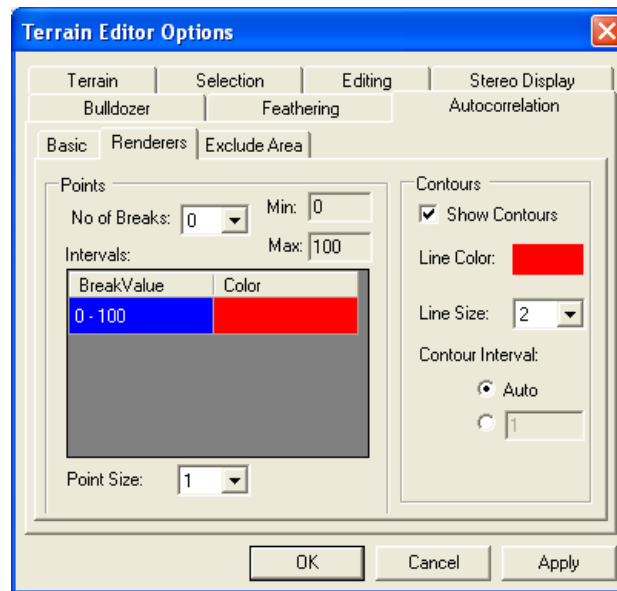 Terrain Editor Options
Terrain Selection Editing Stereo Display
Bulldozer Feathering Autocorrelation
Basic Renderers Exclude Area
Points
No of Breaks: 0
Min: 0
Max: 100
Intervals:
BreakValue Color
0 - 100
Point Size: 1
Contours
Show Contours
Line Color:
Line Size: 2
Contour Interval:
Auto
1
OK Cancel Apply